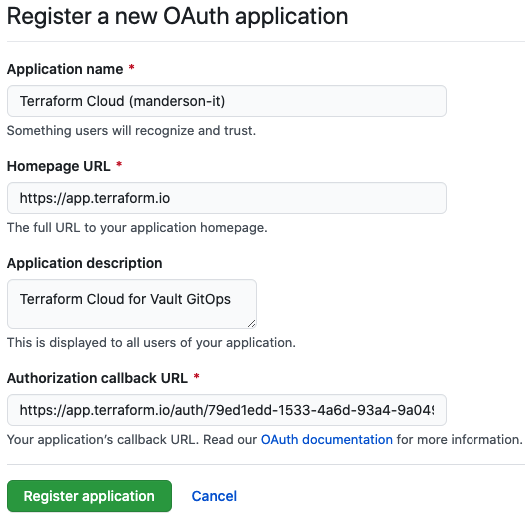 Register a new OAuth application
Application name *
Terraform Cloud (manderson-it)
Something users will recognize and trust.
Homepage URL *
https://app.terraform.io
The full URL to your application homepage.
Application description
Terraform Cloud for Vault GitOps
This is displayed to all users of your application.
Authorization callback URL *
https://app.terraform.io/auth/79ed1edd-1533-4a6d-93a4-9a049
Your application's callback URL. Read our OAuth documentation for more information.
Register application Cancel